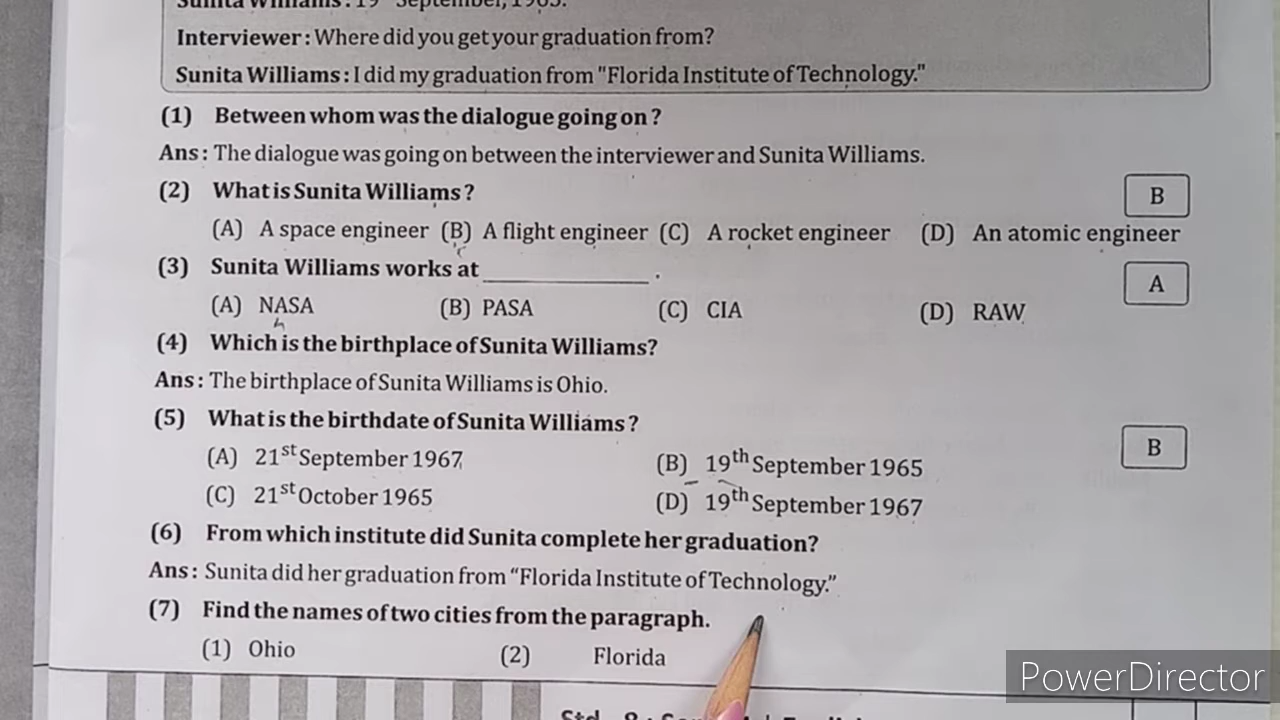 Sunita Williams : 19 September, 1965.
Interviewer : Where did you get your graduation from?
Sunita Williams : I did my graduation from "Florida Institute of Technology."
(1) Between whom was the dialogue going on ?
Ans : The dialogue was going on between the interviewer and Sunita Williams.
(2) What is Sunita Williams ? B
(A) A space engineer (B) A flight engineer (C) A rocket engineer (D) An atomic engineer
(3) Sunita Williams works at ____________ . A
(A) NASA (B) PASA (C) CIA (D) RAW
(4) Which is the birthplace of Sunita Williams?
Ans : The birthplace of Sunita Williams is Ohio.
(5) What is the birthdate of Sunita Williams ? B
(A) 21st September 1967 (B) 19th September 1965
(C) 21st October 1965 (D) 19th September 1967
(6) From which institute did Sunita complete her graduation?
Ans : Sunita did her graduation from “Florida Institute of Technology.”
(7) Find the names of two cities from the paragraph.
(1) Ohio (2) Florida
PowerDirector